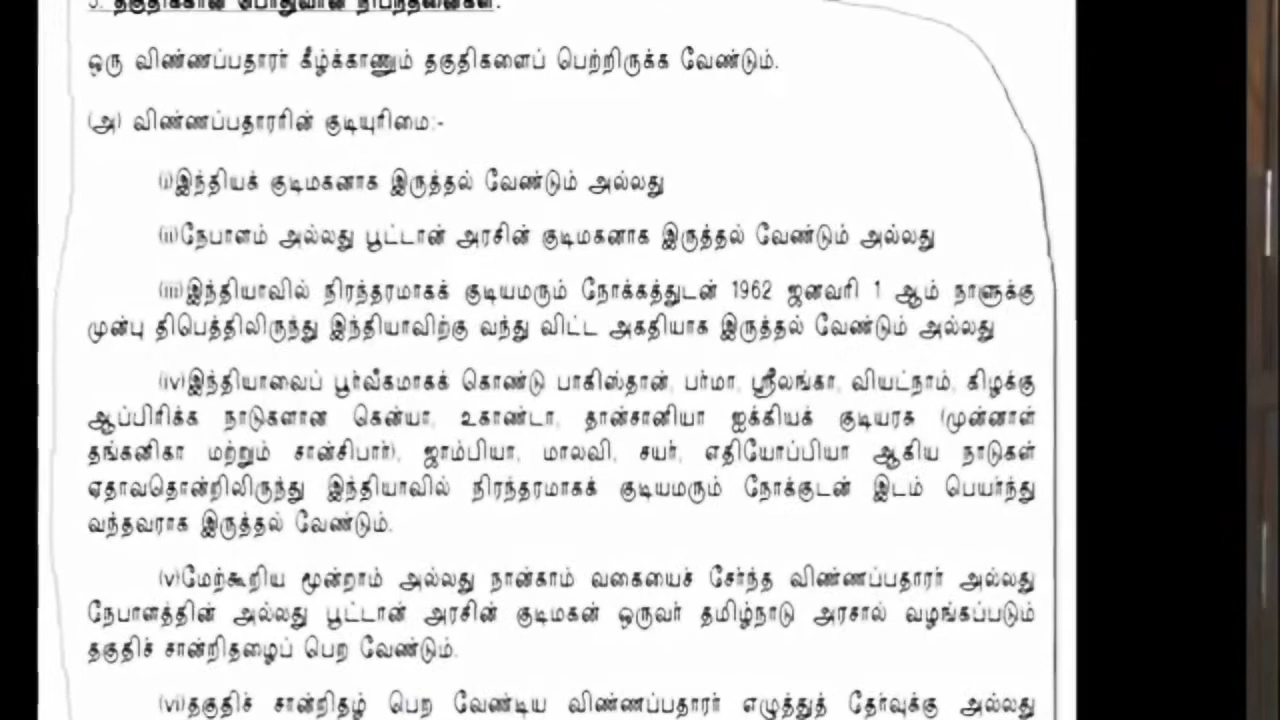 5. தகுதிக்கான பொதுவான நிபந்தனைகள்.
ஒரு விண்ணப்பதாரர் கீழ்க்காணும் தகுதிகளைப் பெற்றிருக்க வேண்டும்.
(அ) விண்ணப்பதாரரின் குடியுரிமை:-
(i)இந்தியக் குடிமகனாக இருத்தல் வேண்டும் அல்லது
(ii)நேபாளம் அல்லது பூட்டான் அரசின் குடிமகனாக இருத்தல் வேண்டும் அல்லது
(iii)இந்தியாவில் நிரந்தரமாகக் குடியமரும் நோக்கத்துடன் 1962 ஜனவரி 1 ஆம் நாளுக்கு
முன்பு திபெத்திலிருந்து இந்தியாவிற்கு வந்து விட்ட அகதியாக இருத்தல் வேண்டும் அல்லது
(iv)இந்தியாவைப் பூர்வீகமாகக் கொண்டு பாகிஸ்தான், பர்மா, ஸ்ரீலங்கா, வியட்நாம், கிழக்கு
ஆப்பிரிக்க நாடுகளான கென்யா, உகாண்டா, தான்சானியா ஐக்கியக் குடியரசு (முன்னாள்
தங்கனிகா மற்றும் சான்சிபார்), ஜாம்பியா, மாலவி, சயர், எதியோப்பியா ஆகிய நாடுகள்
ஏதாவதொன்றிலிருந்து இந்தியாவில் நிரந்தரமாகக் குடியமரும் நோக்குடன் இடம் பெயர்ந்து
வந்தவராக இருத்தல் வேண்டும்.
(v)மேற்கூறிய மூன்றாம் அல்லது நான்காம் வகையைச் சேர்ந்த விண்ணப்பதாரர் அல்லது
நேபாளத்தின் அல்லது பூட்டான் அரசின் குடிமகன் ஒருவர் தமிழ்நாடு அரசால் வழங்கப்படும்
தகுதிச் சான்றிதழைப் பெற வேண்டும்.
(vi)தகுதிச் சான்றிதழ் பெற வேண்டிய விண்ணப்பதாரர் எழுத்துத் தேர்வுக்கு அல்லது